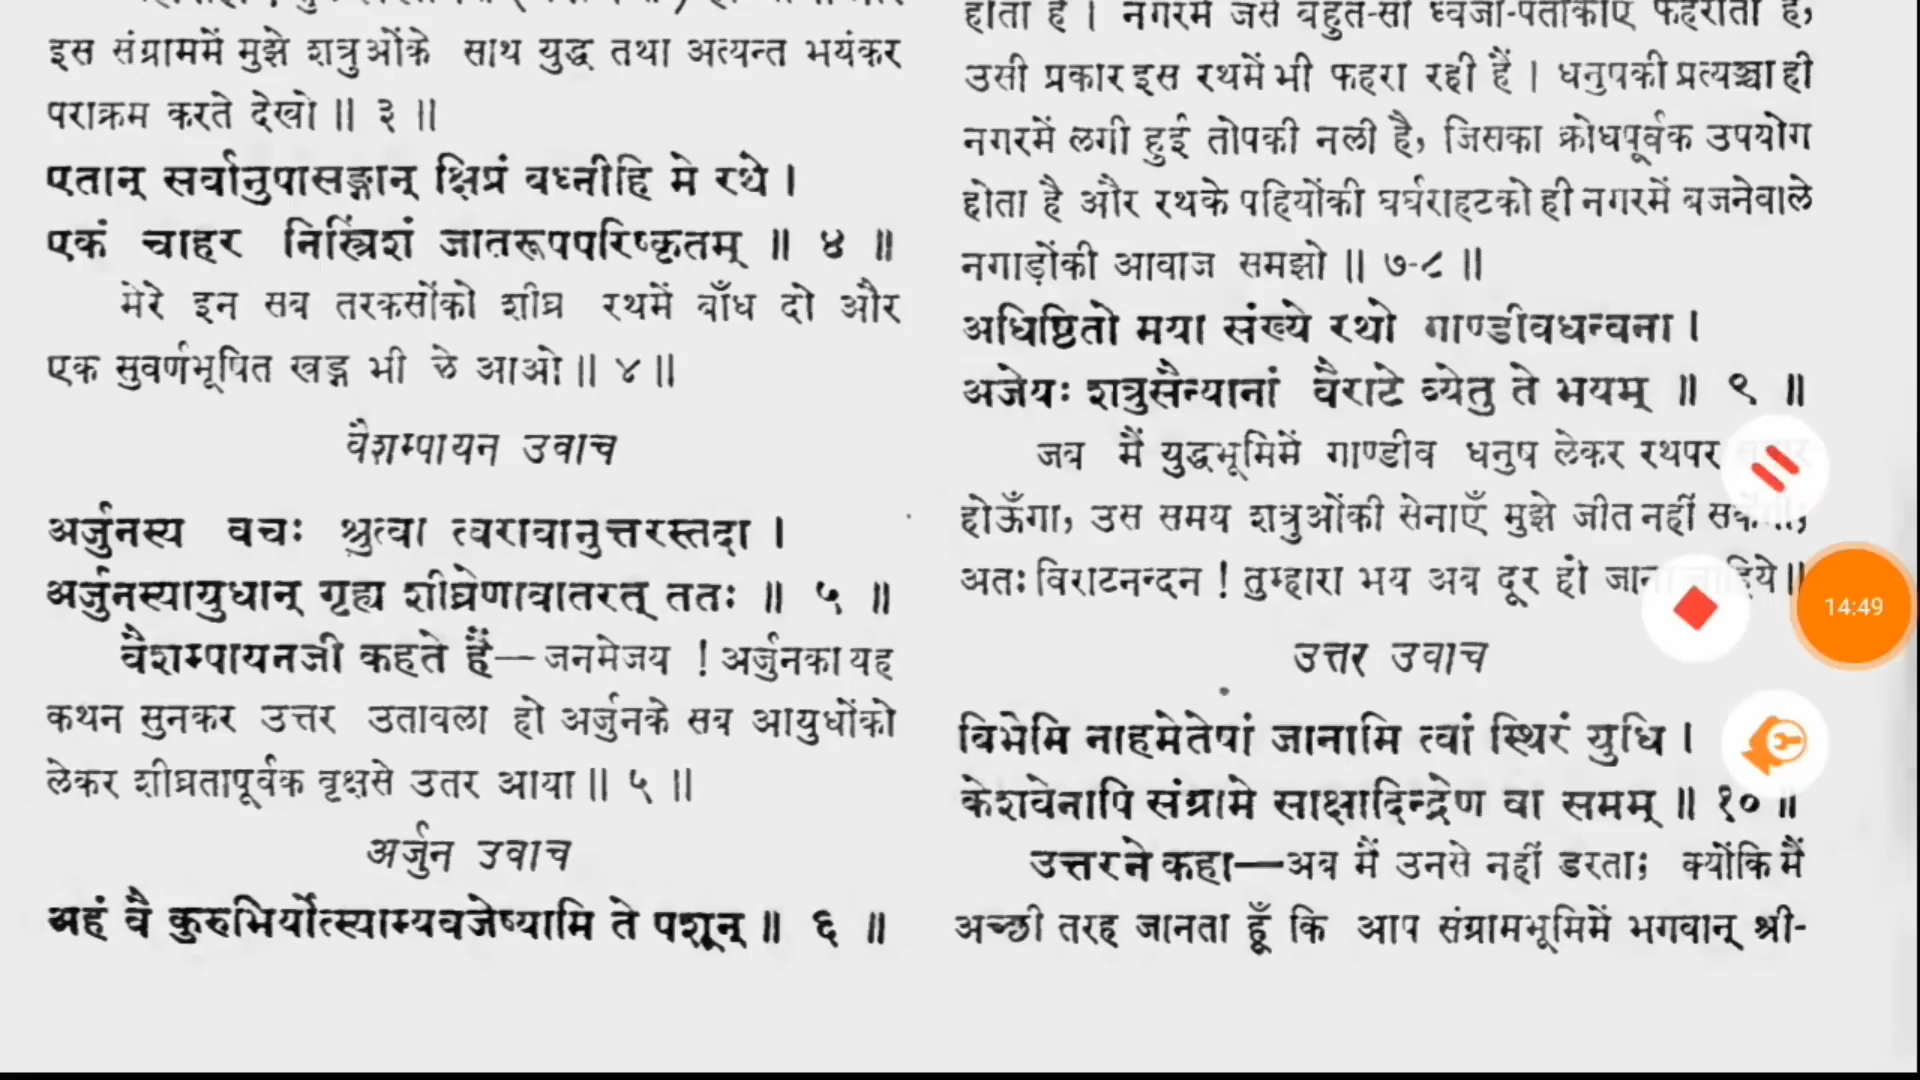 इस संग्राममें मुझे शत्रुओंके साथ युद्ध तथा अत्यन्त भयंकर
पराक्रम करते देखो ॥ ३ ॥
एतान् सर्वानुपासङ्गान् क्षिप्रं बध्नीहि मे रथे ।
एकं चाहर निस्त्रिंशं जातरूपपरिष्कृतम् ॥ ४ ॥
मेरे इन सब तरकसोंको शीघ्र रथमें बाँध दो और
एक सुवर्णभूषित खड्ग भी ले आओ ॥ ४ ॥
वैशम्पायन उवाच
अर्जुनस्य वचः श्रुत्वा त्वरावानुत्तरस्तदा ।
अर्जुनस्यायुधान् गृह्य शीघ्रेणावातरत् ततः ॥ ५ ॥
वैशम्पायनजी कहते हैं—जनमेजय ! अर्जुनका यह
कथन सुनकर उत्तर उतावला हो अर्जुनके सब आयुधोंको
लेकर शीघ्रतापूर्वक वृक्षसे उतर आया ॥ ५ ॥
अर्जुन उवाच
अहं वै कुरुभिर्योत्स्याम्यवजेष्यामि ते पशून् ॥ ६ ॥
होता है । नगरमें जैसे बहुत-सी ध्वजा-पताकाएँ फहराती हैं,
उसी प्रकार इस रथमें भी फहरा रही हैं । धनुषकी प्रत्यञ्चा ही
नगरमें लगी हुई तोपकी नली है, जिसका क्रोधपूर्वक उपयोग
होता है और रथके पहियोंकी घर्घराहटको ही नगरमें बजनेवाले
नगाड़ोंकी आवाज समझो ॥ ७-८ ॥
अधिष्ठितो मया संख्ये रथो गाण्डीवधन्वना ।
अजेयः शत्रुसैन्यानां वैराटे व्येतु ते भयम् ॥ ९ ॥
जब मैं युद्धभूमिमें गाण्डीव धनुष लेकर रथपर
होऊँगा, उस समय शत्रुओंकी सेनाएँ मुझे जीत नहीं
अतः विराटनन्दन ! तुम्हारा भय अब दूर हो जाना ॥
उत्तर उवाच
बिभेमि नाहमेतेषां जानामि त्वां स्थिरं युधि ।
केशवेनापि संग्रामे साक्षादिन्द्रेण वा समम् ॥ १० ॥
उत्तरने कहा—अब मैं उनसे नहीं डरता; क्योंकि मैं
अच्छी तरह जानता हूँ कि आप संग्रामभूमिमें भगवान् श्री-
14:49